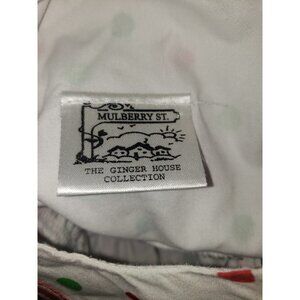 MULBERRY ST.
THE GINGER HOUSE
COLLECTION